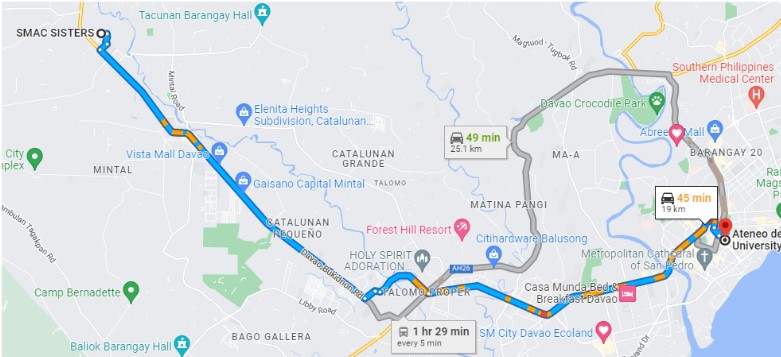 Tacunan Barangay Hall
SMAC SISTERS
Magtuod - Tugbok Rd
Southern Philippines
Medical Center
Mintal Road
Davao Crocodile Park
Elenita Heights
Subdivision, Catalunan...
49 min
25.1 km
Abree
Mall
BARANGAY 20
City
plex
Vista Mall Davao
CATALUNAN
GRANDE
MA-A
MINTAL
TALOMO
Gaisano Capital Mintal
MATINA PANGI
45 min
19 km
CATALUNAN
PEQUEÑO
Forest Hill Resort
Citihardware Balusong
Ateneo de
University
HOLY SPIRIT
ADORATION
AH26
Metropolitan Cathedral
of San Pedro
Camp Bernadette
Libby Road
TALOMO PROPER
Casa Munda Bed &
Breakfast Davao
1 hr 29 min
every 5 min
SM City Davao Ecoland
BAGO GALLERA
Baliok Barangay Hall